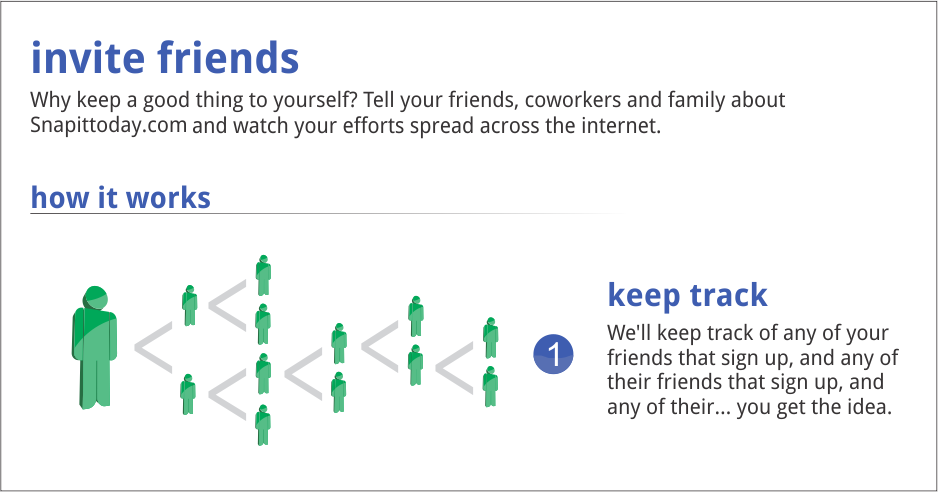 invite friends
Why keep a good thing to yourself? Tell your friends, coworkers and family about
Snapittoday.com and watch your efforts spread across the internet.
how it works
1
keep track
We'll keep track of any of your
friends that sign up, and any of
their friends that sign up, and
any of their... you get the idea.